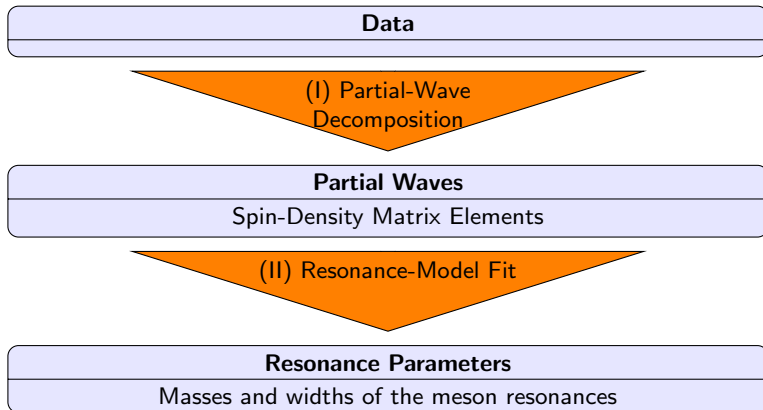 Data
(I) Partial-Wave
Decomposition
Partial Waves
Spin-Density Matrix Elements
(II) Resonance-Model Fit
Resonance Parameters
Masses and widths of the meson resonances